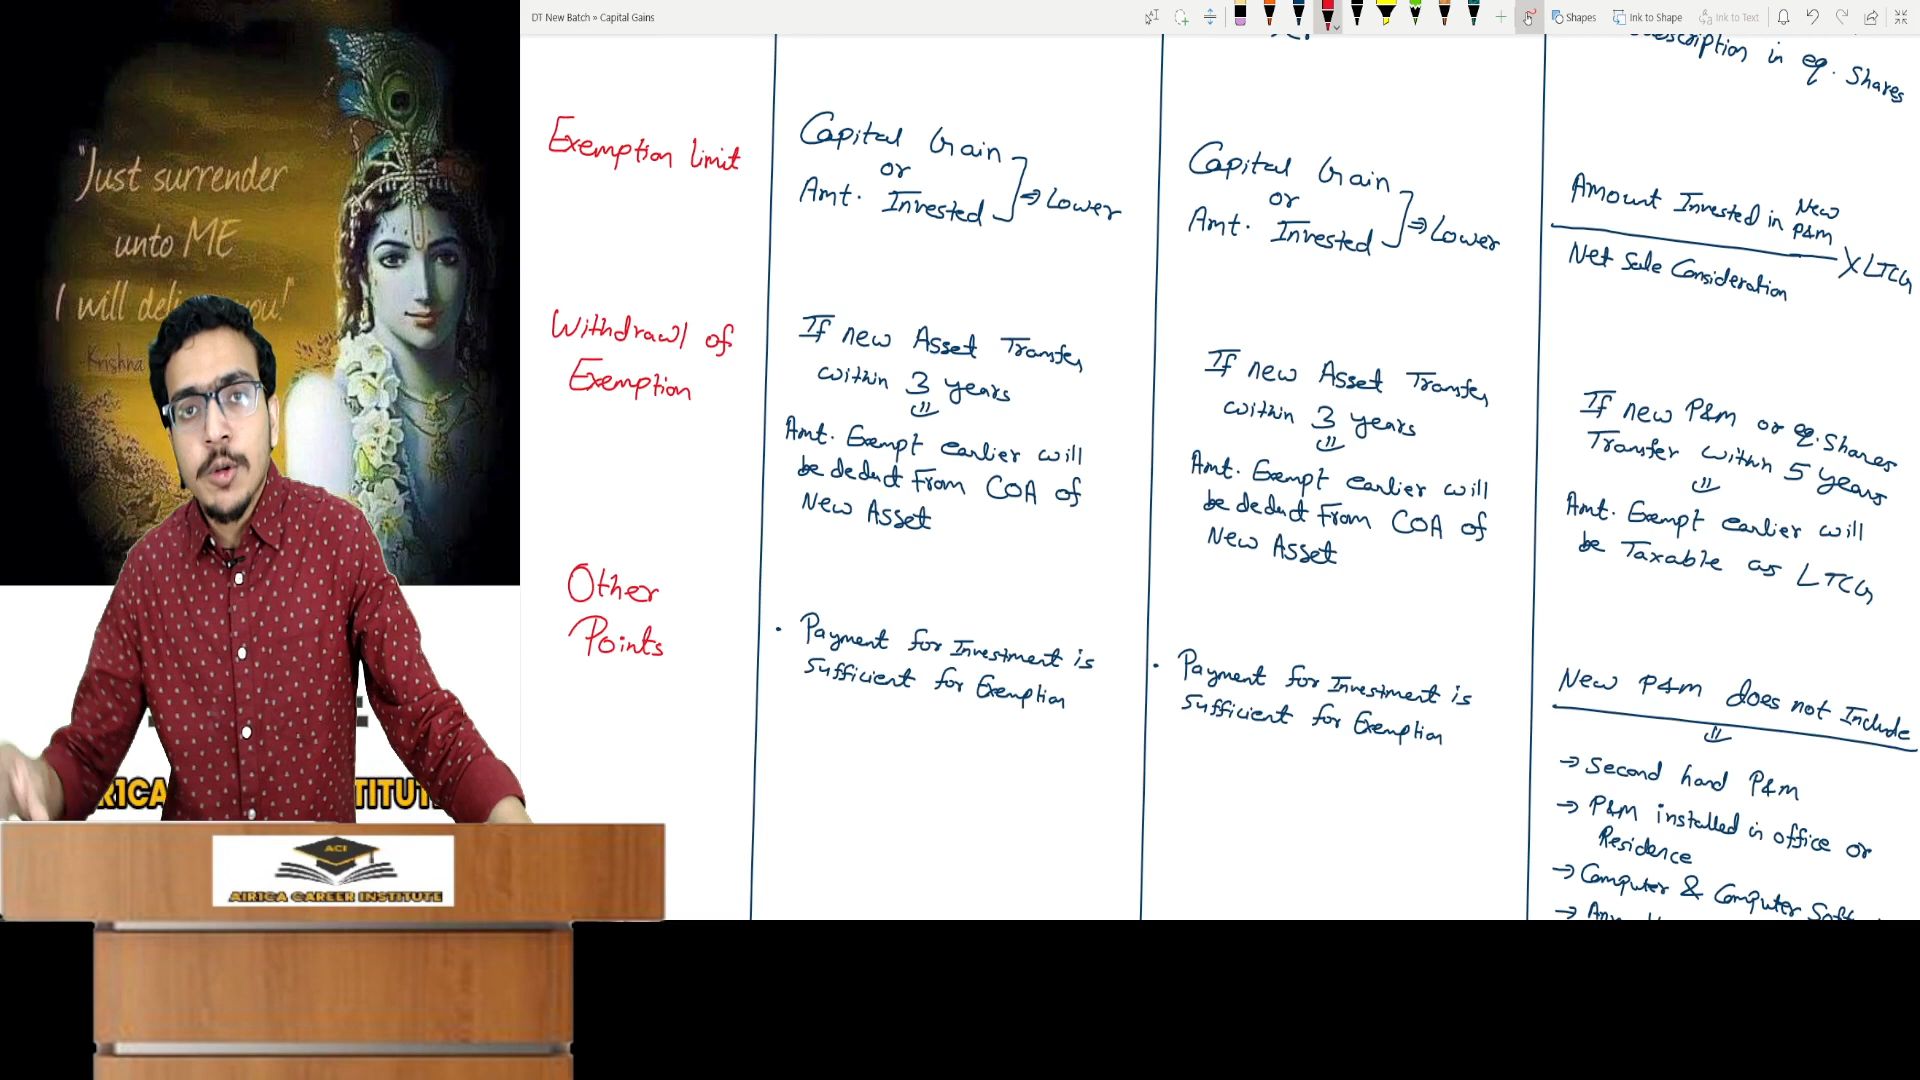 DT New Batch » Capital Gains
Shapes
Ink to Shape
Ink to Text
"Just surrender
unto ME
I will deli you!"
Krishna
RICA
TITUT
ACI
AIRICA CAREER INSTITUTE
in eq. Shares
Exemption limit
Capital Gain
or
Amt. Invested
⇒ Lower
Capital Gain
or
Amt. Invested
⇒ Lower
Amount Invested in New P&M
Net Sale Consideration
X LTCG
Withdrawl of
Exemption
If new Asset Transfer
within 3 years
Amt. Exempt earlier will
be deduct from COA of
New Asset
If new Asset Transfer
within 3 years
Amt. Exempt earlier will
be deduct from COA of
New Asset
If new P&M or eq. Shares
Transfer within 5 years
Amt. Exempt earlier will
be Taxable as LTCG
Other
Points
· Payment for Investment is
Sufficient for Exemption
· Payment for Investment is
Sufficient for Exemption
New P&M does not Include
→ Second hand P&M
→ P&M installed in office or
Residence
→ Computer & Computer